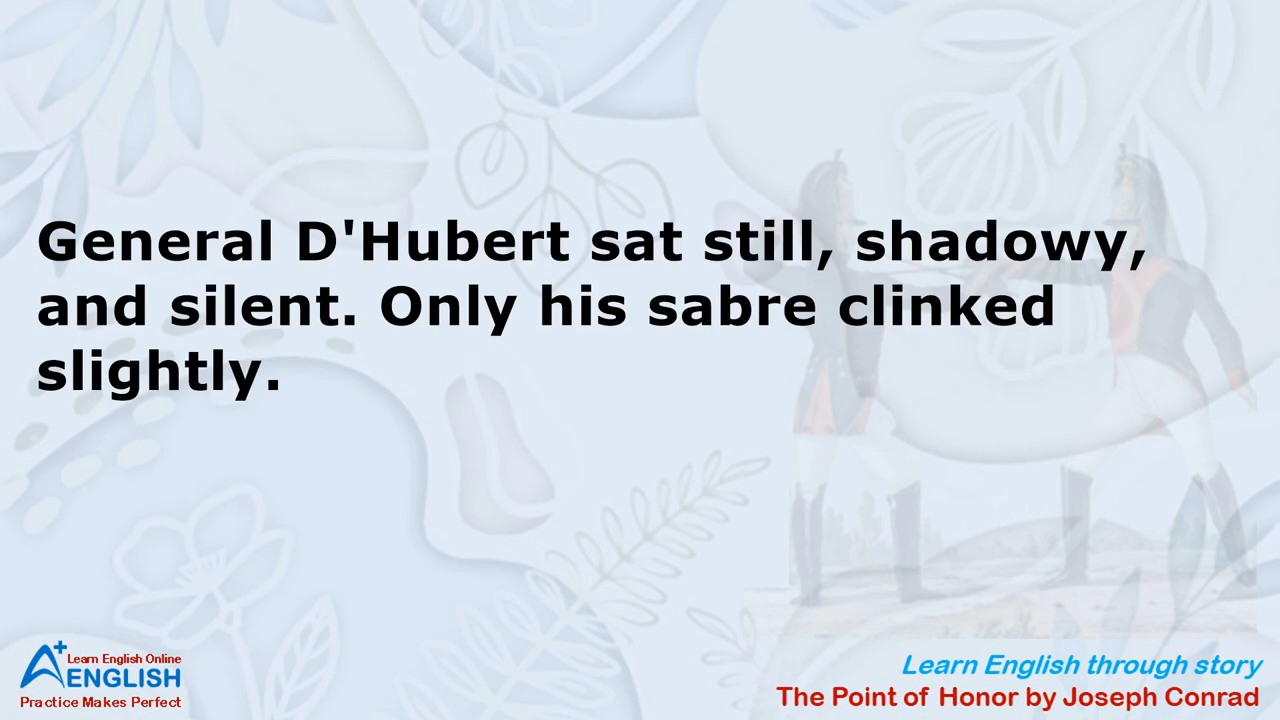 General D'Hubert sat still, shadowy,
and silent. Only his sabre clinked
slightly.
A+ Learn English Online
ENGLISH
Practice Makes Perfect
Learn English through story
The Point of Honor by Joseph Conrad